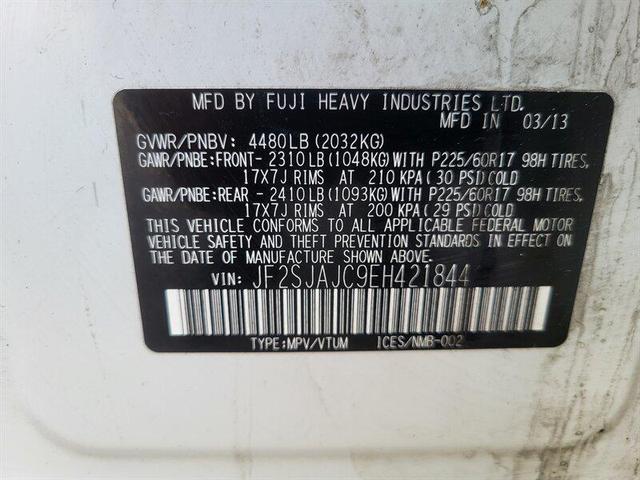 MFD BY FUJI HEAVY INDUSTRIES LTD.
MFD IN 03/13
GVWR/PNBV: 4480LB(2032KG)
GAWR/PNBE:FRONT- 2310LB(1048KG)WITH P225/60R17 98H TIRES,
17X7J RIMS AT 210 KPA(30 PSI)COLD
GAWR/PNBE:REAR - 2410LB(1093KG)WITH P225/60R17 98H TIRES,
17X7J RIMS AT 200 KPA(29 PSI)COLD
THIS VEHICLE CONFORMS TO ALL APPLICABLE FEDERAL MOTOR
VEHICLE SAFETY AND THEFT PREVENTION STANDARDS IN EFFECT ON
THE DATE OF MANUFACTURE SHOWN ABOVE.
VIN: JF2SJAJC9EH421844
TYPE:MPV/VTUM ICES/NMB-002